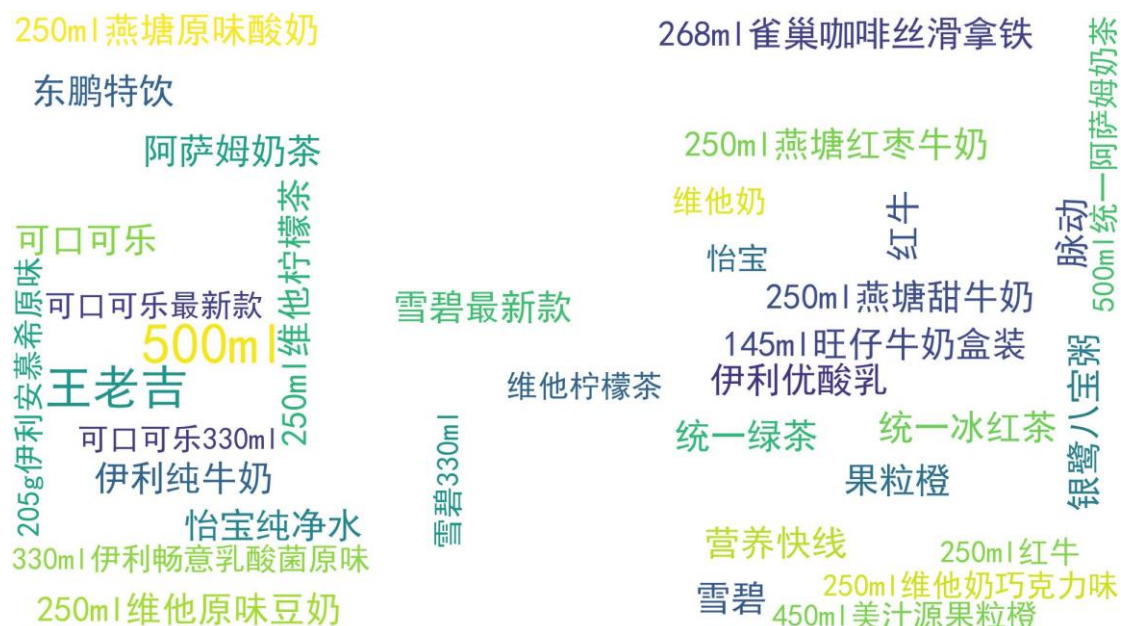 250ml燕塘原味酸奶
268ml雀巢咖啡丝滑拿铁
500ml统一阿萨姆奶茶
东鹏特饮
阿萨姆奶茶
250ml燕塘红枣牛奶
250ml维他柠檬茶
维他奶
红牛
脉动
可口可乐
怡宝
205g伊利安慕希原味
可口可乐最新款
雪碧最新款
250ml燕塘甜牛奶
500ml
145ml旺仔牛奶盒装
银鹭八宝粥
王老吉
维他柠檬茶
伊利优酸乳
可口可乐330ml
雪碧330ml
统一绿茶
统一冰红茶
伊利纯牛奶
果粒橙
怡宝纯净水
营养快线
250ml红牛
330ml伊利畅意乳酸菌原味
250ml维他奶巧克力味
雪碧
250ml维他原味豆奶
450ml美汁源果粒橙